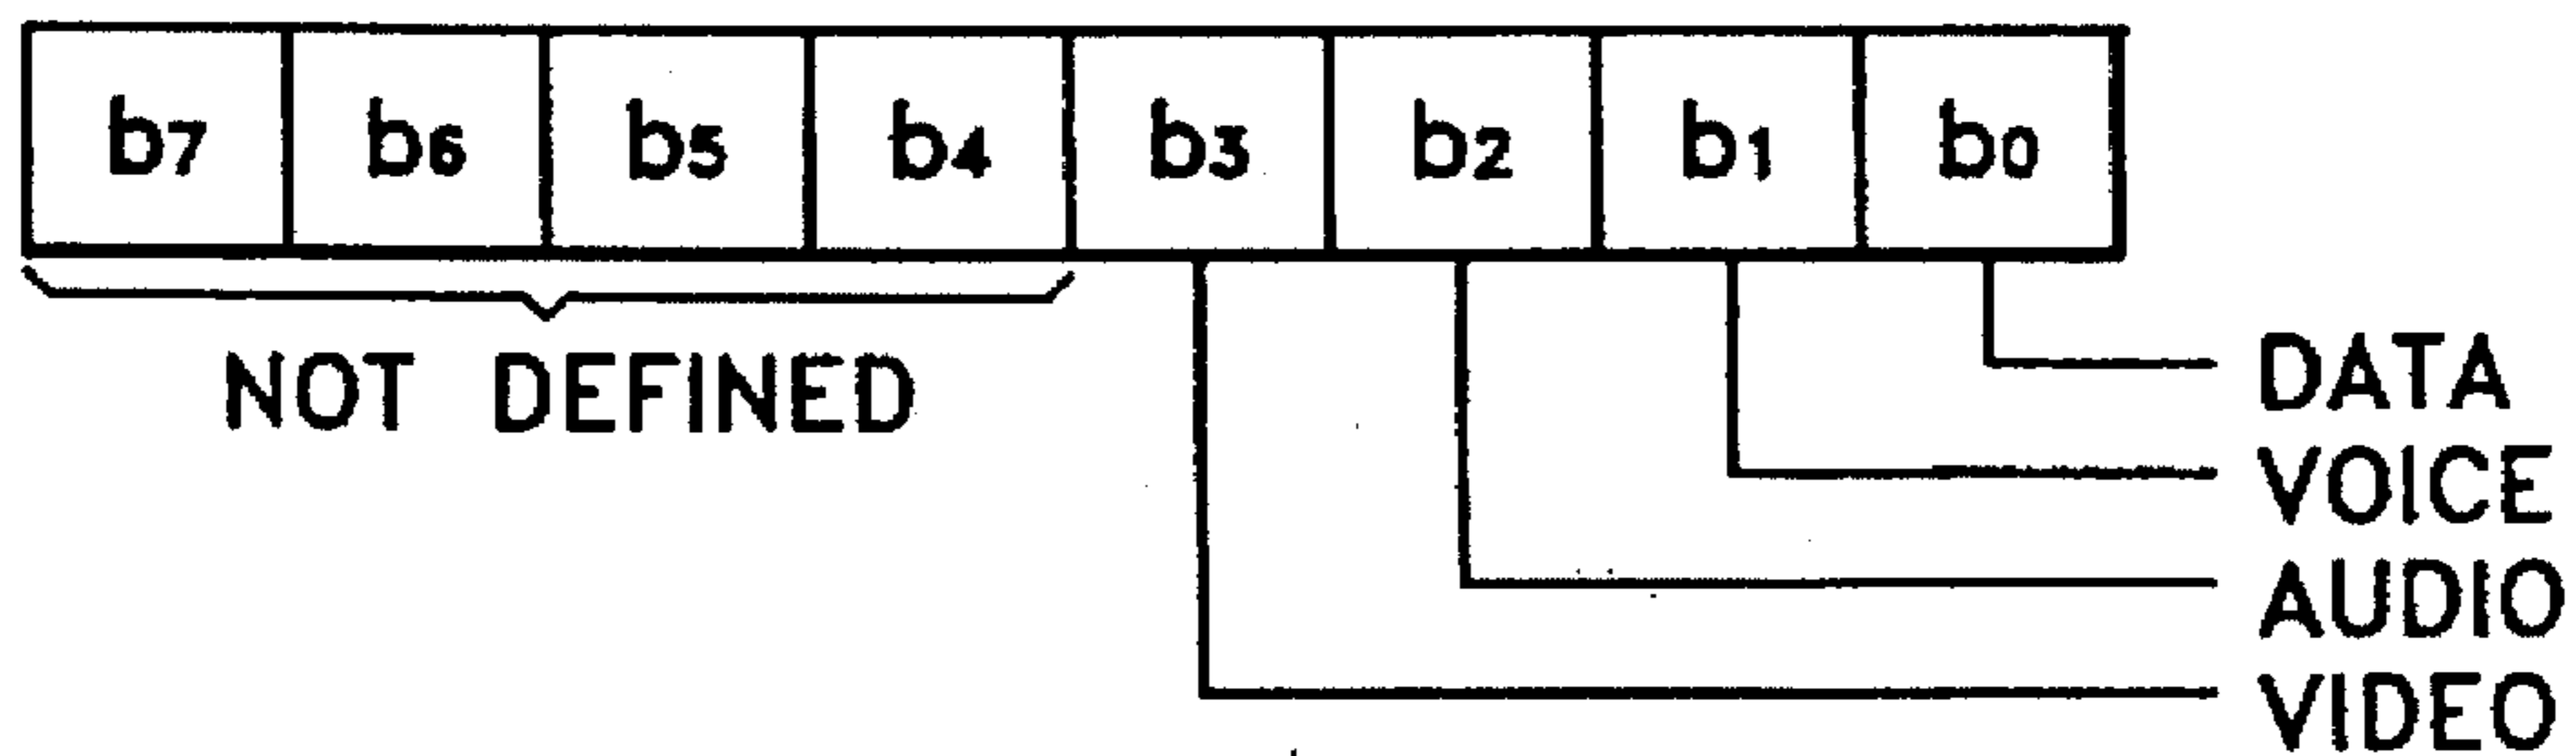 b7 b6 b5 b4 b3 b2 b1 b0
NOT DEFINED
DATA
VOICE
AUDIO
VIDEO